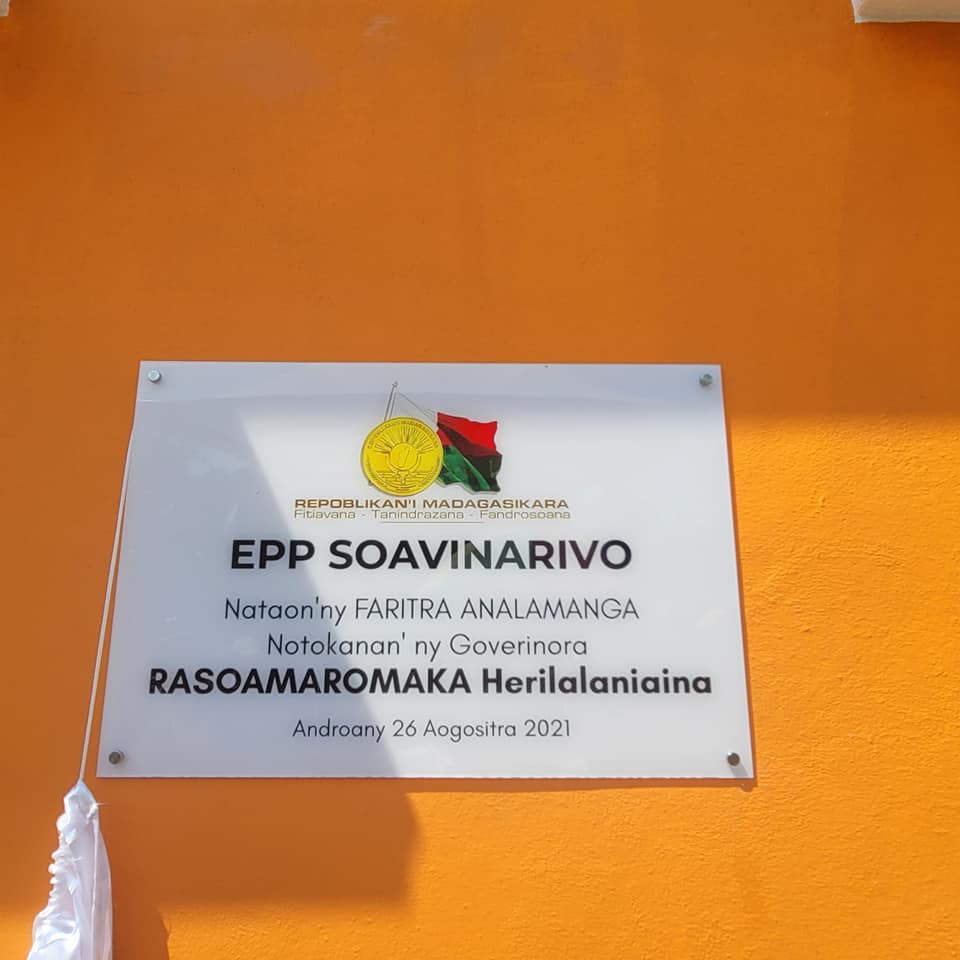 REPOBLIKAN'I MADAGASIKARA
Fitiavana - Tanindrazana - Fandrosoana
EPP SOAVINARIVO
Nataon'ny FARITRA ANALAMANGA
Notokanan' ny Goverinora
RASOAMAROMAKA Herilalaniaina
Androany 26 Aogositra 2021